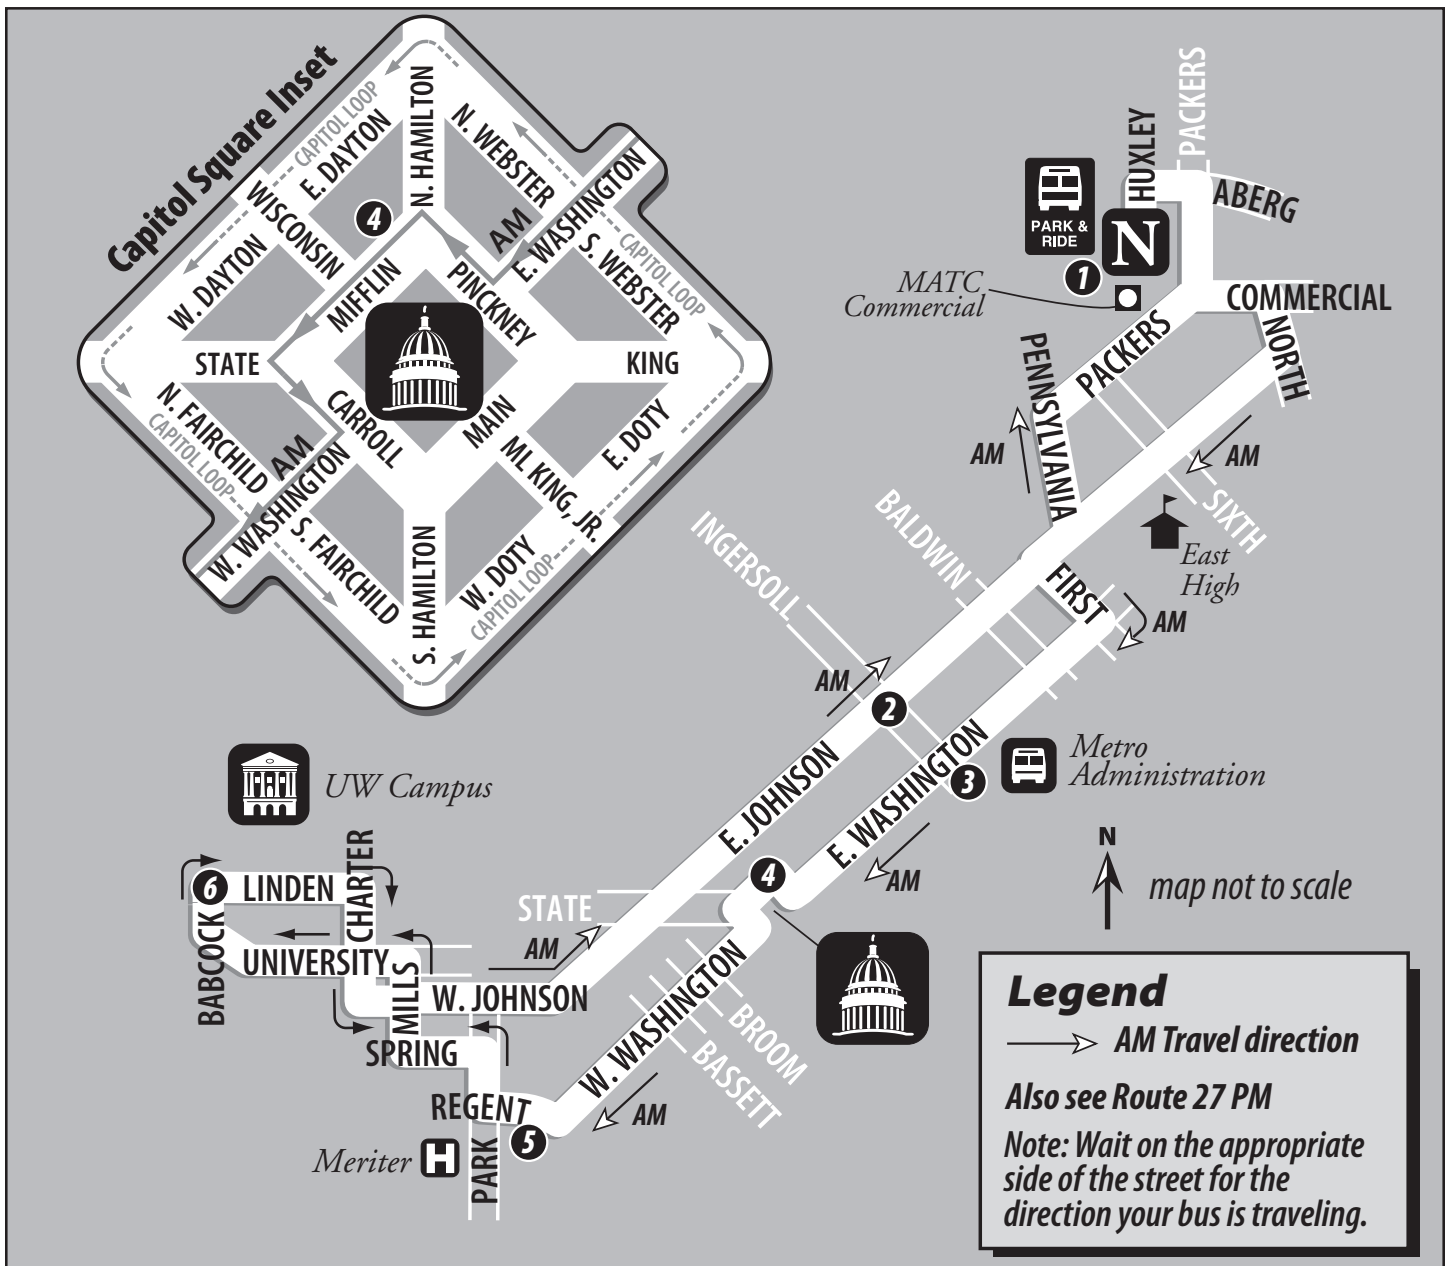 Capitol Square Inset
CAPITOL LOOP
E. DAYTON
N. HAMILTON
N. WEBSTER
WISCONSIN
4
AM
E. WASHINGTON
W. DAYTON
MIFFLIN
PINCKNEY
S. WEBSTER
CAPITOL LOOP
STATE
KING
N. FAIRCHILD
CAPITOL LOOP
CARROLL
MAIN
E. DOTY
AM
W. WASHINGTON
ML KING, JR.
S. FAIRCHILD
S. HAMILTON
W. DOTY
CAPITOL LOOP
PACKERS
HUXLEY
ABERG
PARK &
RIDE
N
1
MATC
Commercial
COMMERCIAL
NORTH
PACKERS
PENNSYLVANIA
AM
AM
SIXTH
East
High
BALDWIN
INGERSOLL
FIRST
AM
AM
2
E. WASHINGTON
3
Metro
Administration
E. JOHNSON
AM
4
N
map not to scale
UW Campus
CHARTER
6
LINDEN
BABCOCK
UNIVERSITY
STATE
AM
MILLS
W. JOHNSON
SPRING
W. WASHINGTON
BROOM
BASSETT
AM
REGENT
5
Meriter
H
PARK
Legend
AM Travel direction
Also see Route 27 PM
Note: Wait on the appropriate
side of the street for the
direction your bus is traveling.